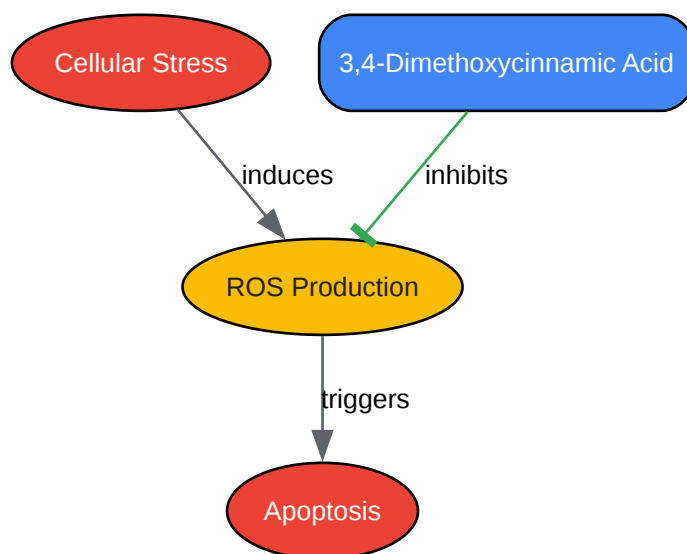 Cellular Stress
3,4-Dimethoxycinnamic Acid
induces
inhibits
ROS Production
triggers
Apoptosis